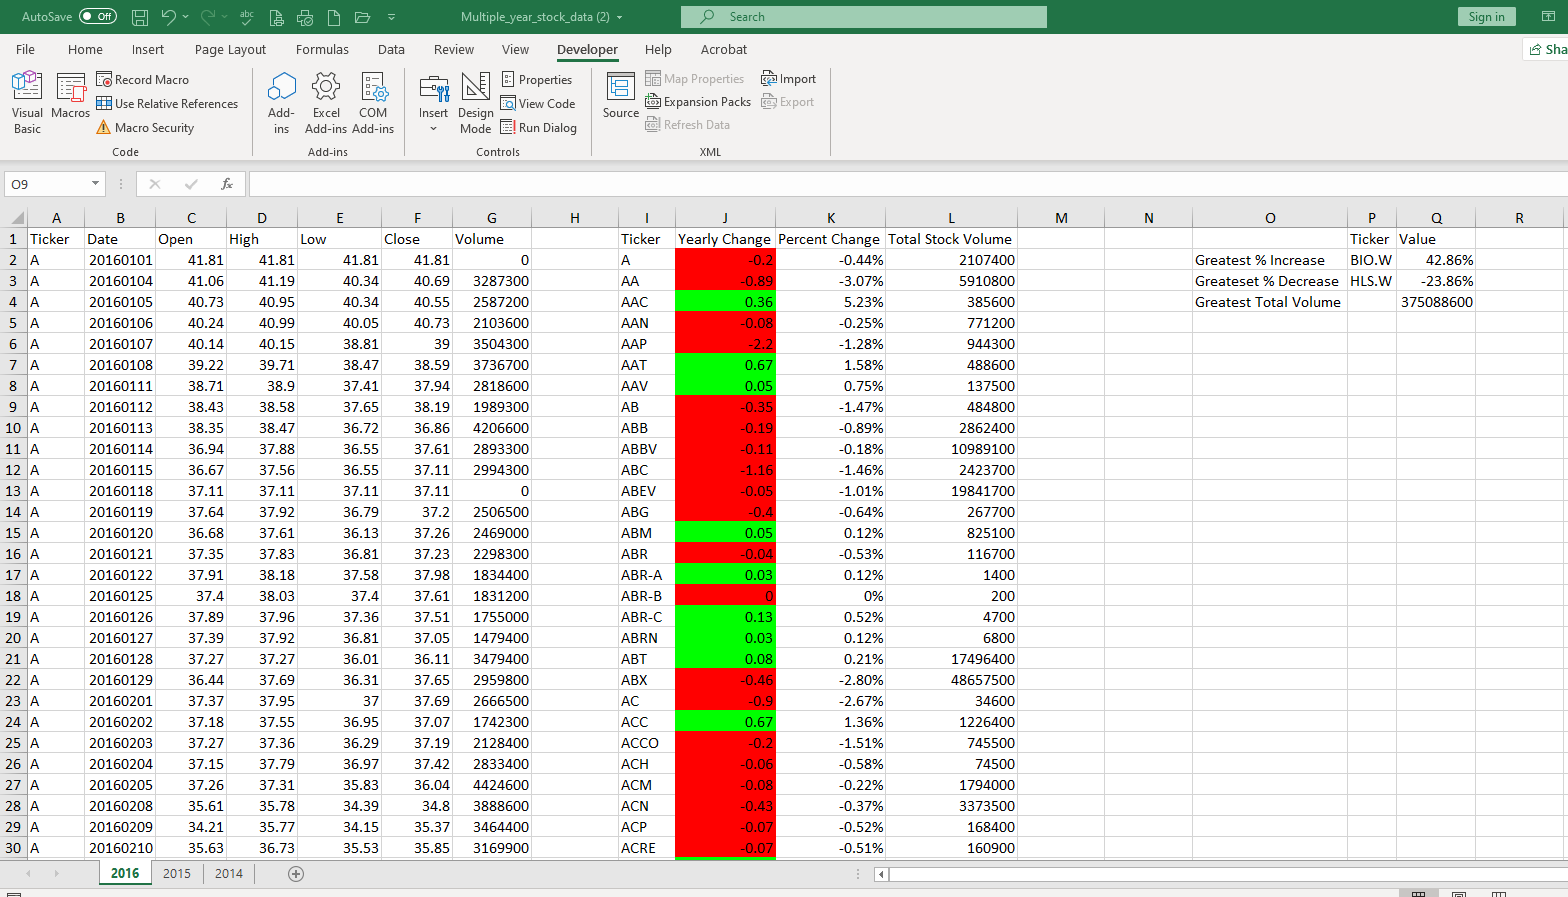 AutoSave Off abc Multiple_year_stock_data (2) Search Sign in
File Home Insert Page Layout Formulas Data Review View Developer Help Acrobat Sha
Visual Basic Macros Record Macro Use Relative References Macro Security Code
Add-ins Excel Add-ins COM Add-ins Add-ins
Insert Design Mode Properties View Code Run Dialog Controls
Source Map Properties Expansion Packs Refresh Data Import Export XML
O9 fx
A B C D E F G H I J K L M N O P Q R
1 Ticker Date Open High Low Close Volume Ticker Yearly Change Percent Change Total Stock Volume Ticker Value
2 A 20160101 41.81 41.81 41.81 41.81 0 A -0.2 -0.44% 2107400 Greatest % Increase BIO.W 42.86%
3 A 20160104 41.06 41.19 40.34 40.69 3287300 AA -0.89 -3.07% 5910800 Greateset % Decrease HLS.W -23.86%
4 A 20160105 40.73 40.95 40.34 40.55 2587200 AAC 0.36 5.23% 385600 Greatest Total Volume 375088600
5 A 20160106 40.24 40.99 40.05 40.73 2103600 AAN -0.08 -0.25% 771200
6 A 20160107 40.14 40.15 38.81 39 3504300 AAP -2.2 -1.28% 944300
7 A 20160108 39.22 39.71 38.47 38.59 3736700 AAT 0.67 1.58% 488600
8 A 20160111 38.71 38.9 37.41 37.94 2818600 AAV 0.05 0.75% 137500
9 A 20160112 38.43 38.58 37.65 38.19 1989300 AB -0.35 -1.47% 484800
10 A 20160113 38.35 38.47 36.72 36.86 4206600 ABB -0.19 -0.89% 2862400
11 A 20160114 36.94 37.88 36.55 37.61 2893300 ABBV -0.11 -0.18% 10989100
12 A 20160115 36.67 37.56 36.55 37.11 2994300 ABC -1.16 -1.46% 2423700
13 A 20160118 37.11 37.11 37.11 37.11 0 ABEV -0.05 -1.01% 19841700
14 A 20160119 37.64 37.92 36.79 37.2 2506500 ABG -0.4 -0.64% 267700
15 A 20160120 36.68 37.61 36.13 37.26 2469000 ABM 0.05 0.12% 825100
16 A 20160121 37.35 37.83 36.81 37.23 2298300 ABR -0.04 -0.53% 116700
17 A 20160122 37.91 38.18 37.58 37.98 1834400 ABR-A 0.03 0.12% 1400
18 A 20160125 37.4 38.03 37.4 37.61 1831200 ABR-B 0 0% 200
19 A 20160126 37.89 37.96 37.36 37.51 1755000 ABR-C 0.13 0.52% 4700
20 A 20160127 37.39 37.92 36.81 37.05 1479400 ABRN 0.03 0.12% 6800
21 A 20160128 37.27 37.27 36.01 36.11 3479400 ABT 0.08 0.21% 17496400
22 A 20160129 36.44 37.69 36.31 37.65 2959800 ABX -0.46 -2.80% 48657500
23 A 20160201 37.37 37.95 37 37.69 2666500 AC -0.9 -2.67% 34600
24 A 20160202 37.18 37.55 36.95 37.07 1742300 ACC 0.67 1.36% 1226400
25 A 20160203 37.27 37.36 36.29 37.19 2128400 ACCO -0.2 -1.51% 745500
26 A 20160204 37.15 37.79 36.97 37.42 2833400 ACH -0.06 -0.58% 74500
27 A 20160205 37.26 37.31 35.83 36.04 4424600 ACM -0.08 -0.22% 1794000
28 A 20160208 35.61 35.78 34.39 34.8 3888600 ACN -0.43 -0.37% 3373500
29 A 20160209 34.21 35.77 34.15 35.37 3464400 ACP -0.07 -0.52% 168400
30 A 20160210 35.63 36.73 35.53 35.85 3169900 ACRE -0.07 -0.51% 160900
2016 2015 2014